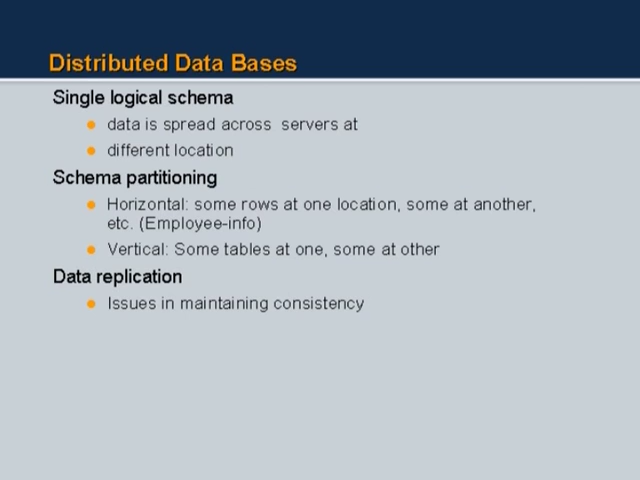 Distributed Data Bases
Single logical schema
data is spread across servers at
different location
Schema partitioning
Horizontal: some rows at one location, some at another,
etc. (Employee-info)
Vertical: Some tables at one, some at other
Data replication
Issues in maintaining consistency